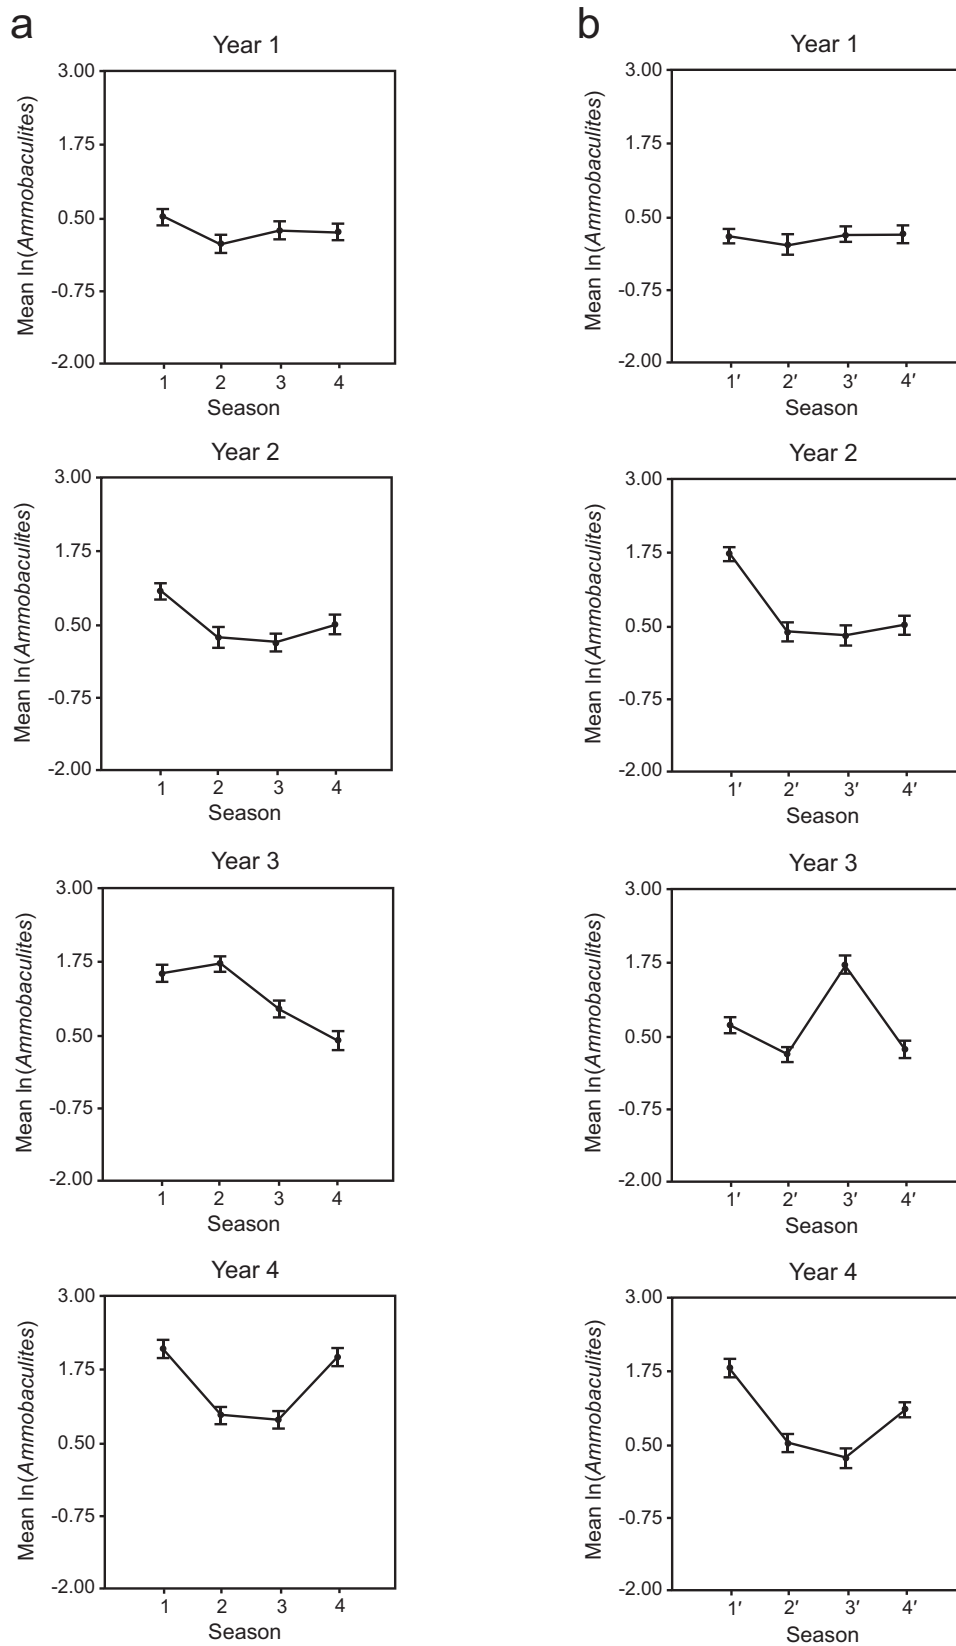 a
Year 1
3.00
1.75
0.50
-0.75
-2.00
Mean ln(Ammobaculites)
1 2 3 4
Season
Year 2
3.00
1.75
0.50
-0.75
-2.00
Mean ln(Ammobaculites)
1 2 3 4
Season
Year 3
3.00
1.75
0.50
-0.75
-2.00
Mean ln(Ammobaculites)
1 2 3 4
Season
Year 4
3.00
1.75
0.50
-0.75
-2.00
Mean ln(Ammobaculites)
1 2 3 4
Season
b
Year 1
3.00
1.75
0.50
-0.75
-2.00
Mean ln(Ammobaculites)
1′ 2′ 3′ 4′
Season
Year 2
3.00
1.75
0.50
-0.75
-2.00
Mean ln(Ammobaculites)
1′ 2′ 3′ 4′
Season
Year 3
3.00
1.75
0.50
-0.75
-2.00
Mean ln(Ammobaculites)
1′ 2′ 3′ 4′
Season
Year 4
3.00
1.75
0.50
-0.75
-2.00
Mean ln(Ammobaculites)
1′ 2′ 3′ 4′
Season